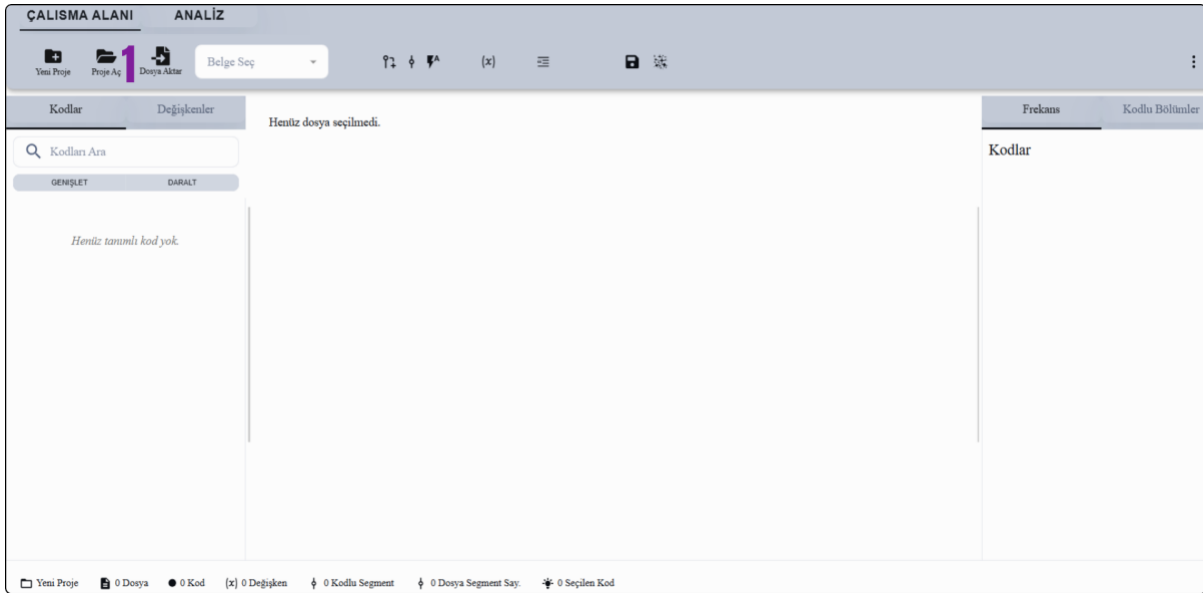 ÇALISMA ALANI ANALİZ
Yeni Proje Proje Aç 1 Dosya Aktar Belge Seç (x)
Kodlar Değişkenler
Henüz dosya seçilmedi.
Frekans Kodlu Bölümler
Kodları Ara
Kodlar
GENIŞLET DARALT
Henüz tanımlı kod yok.
Yeni Proje 0 Dosya 0 Kod (x) 0 Değişken 0 Kodlu Segment 0 Dosya Segment Say. 0 Seçilen Kod